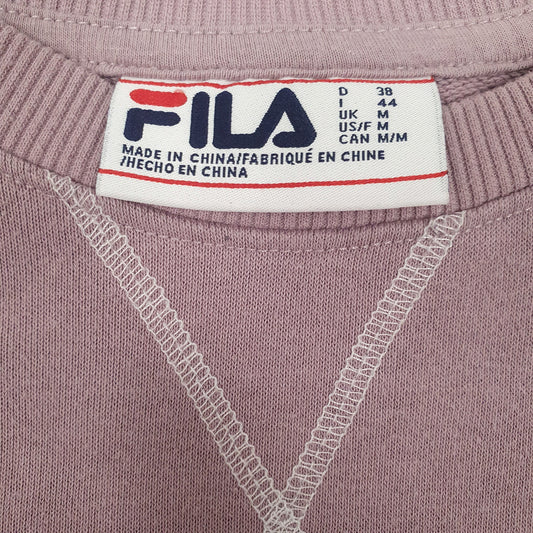 FILA
MADE IN CHINA/FABRIQUÉ EN CHINE
/HECHO EN CHINA
D 38
I 44
UK M
US/F M
CAN M/M